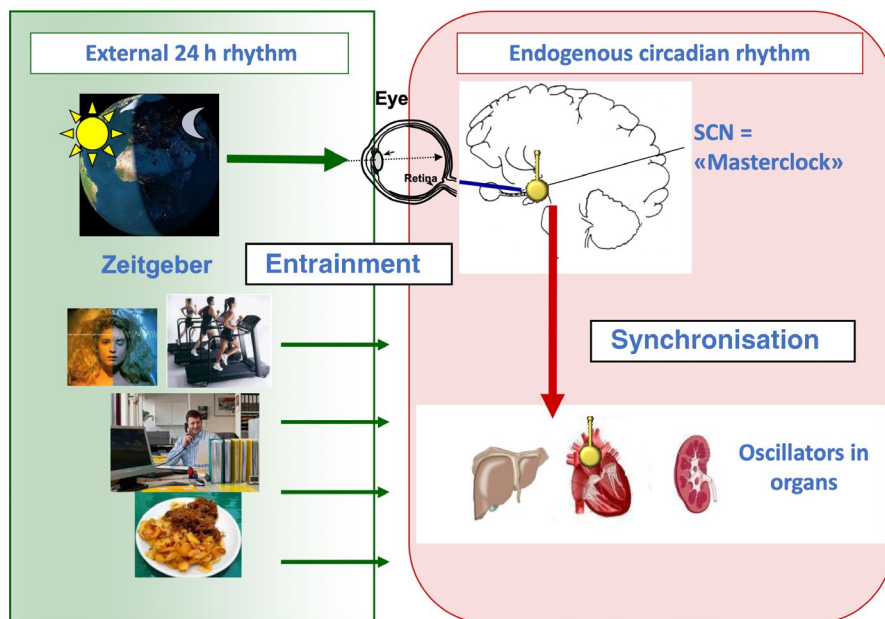 External 24 h rhythm
Endogenous circadian rhythm
Eye
Retina
SCN =
«Masterclock»
Zeitgeber
Entrainment
Synchronisation
Oscillators in
organs